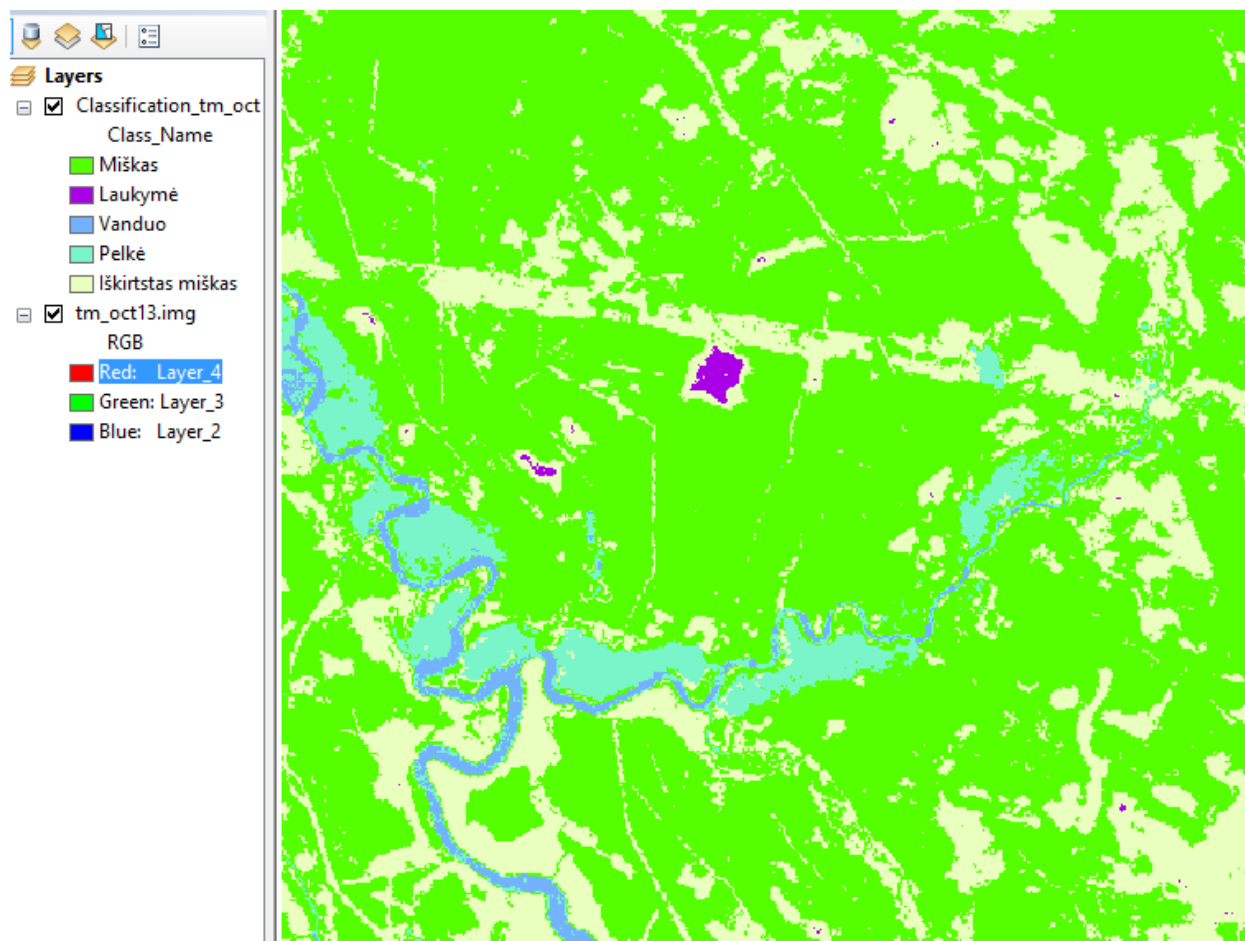 Layers
Classification_tm_oct
Class_Name
Miškas
Laukymė
Vanduo
Pelkė
Iškirtstas miškas
tm_oct13.img
RGB
Red: Layer_4
Green: Layer_3
Blue: Layer_2